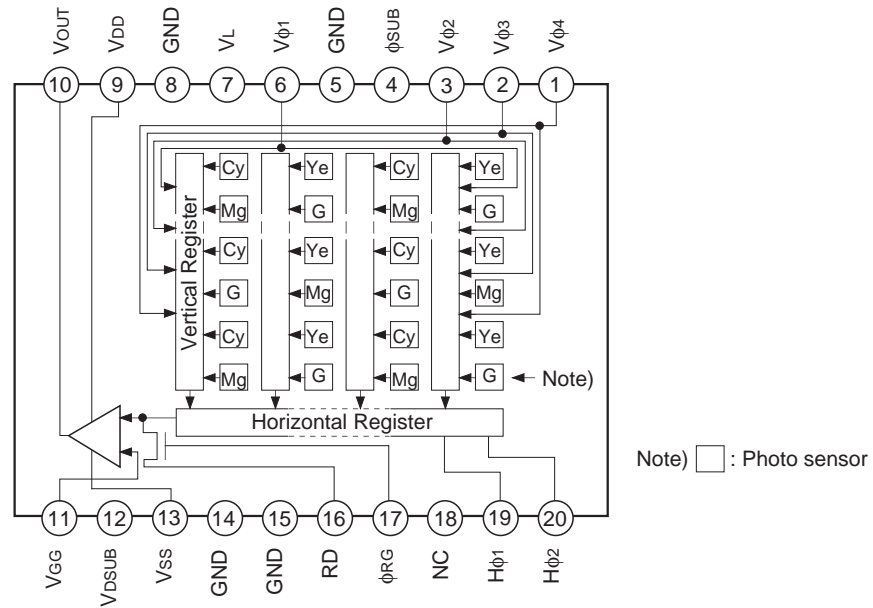 VOUT VDD GND VL Vφ1 GND φSUB Vφ2 Vφ3 Vφ4
10 9 8 7 6 5 4 3 2 1
Cy Ye Cy Ye
Mg G Mg G
Cy Ye Cy Ye
G Mg G Mg
Cy Ye Cy Ye
Mg G Mg G
Vertical Register
Note)
Horizontal Register
Note) : Photo sensor
11 12 13 14 15 16 17 18 19 20
VGG VDSUB VSS GND GND RD φRG NC Hφ1 Hφ2